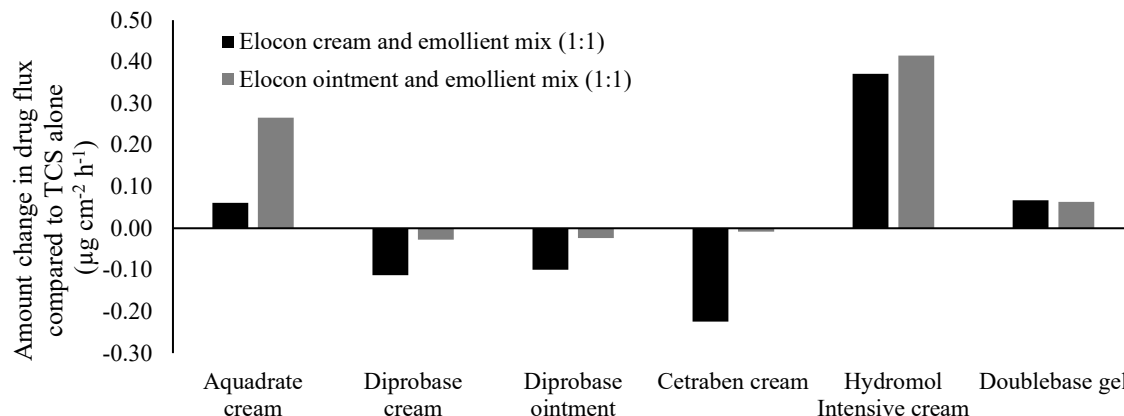 Amount change in drug flux
compared to TCS alone
(µg cm-2 h-1)
0.50
0.40
0.30
0.20
0.10
0.00
-0.10
-0.20
-0.30
Elocon cream and emollient mix (1:1)
Elocon ointment and emollient mix (1:1)
Aquadrate
cream
Diprobase
cream
Diprobase
ointment
Cetraben cream
Hydromol
Intensive cream
Doublebase gel